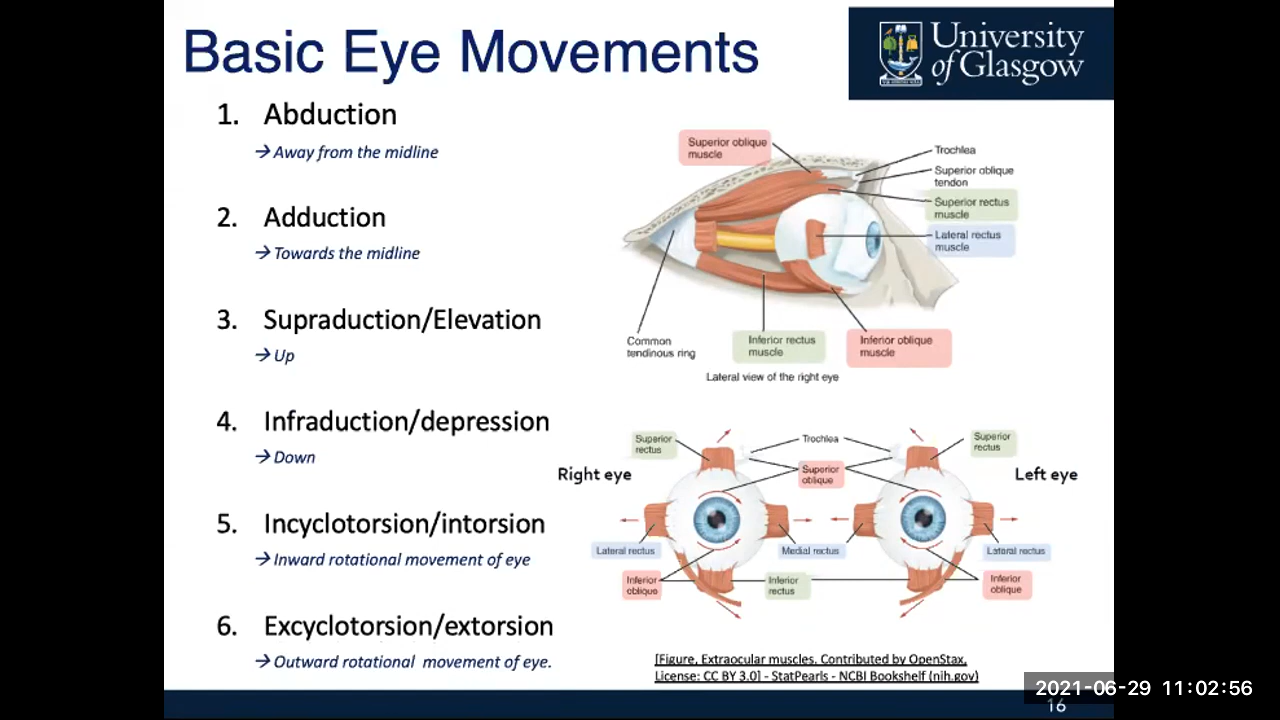 Basic Eye Movements
University
of Glasgow
1. Abduction
→ Away from the midline
2. Adduction
→ Towards the midline
3. Supraduction/Elevation
→ Up
4. Infraduction/depression
→ Down
5. Incyclotorsion/intorsion
→ Inward rotational movement of eye
6. Excyclotorsion/extorsion
→ Outward rotational movement of eye.
Superior oblique
muscle
Trochlea
Superior oblique
tendon
Superior rectus
muscle
Lateral rectus
muscle
Common
tendinous ring
Inferior rectus
muscle
Inferior oblique
muscle
Lateral view of the right eye
Superior
rectus
Trochlea
Superior
rectus
Right eye
Superior
oblique
Left eye
Lateral rectus
Medial rectus
Lateral rectus
Inferior
oblique
Inferior
rectus
Inferior
oblique
[Figure, Extraocular muscles. Contributed by OpenStax,
License: CC BY 3.0] - StatPearls - NCBI Bookshelf (nih.gov)
2021-06-29 11:02:56
16